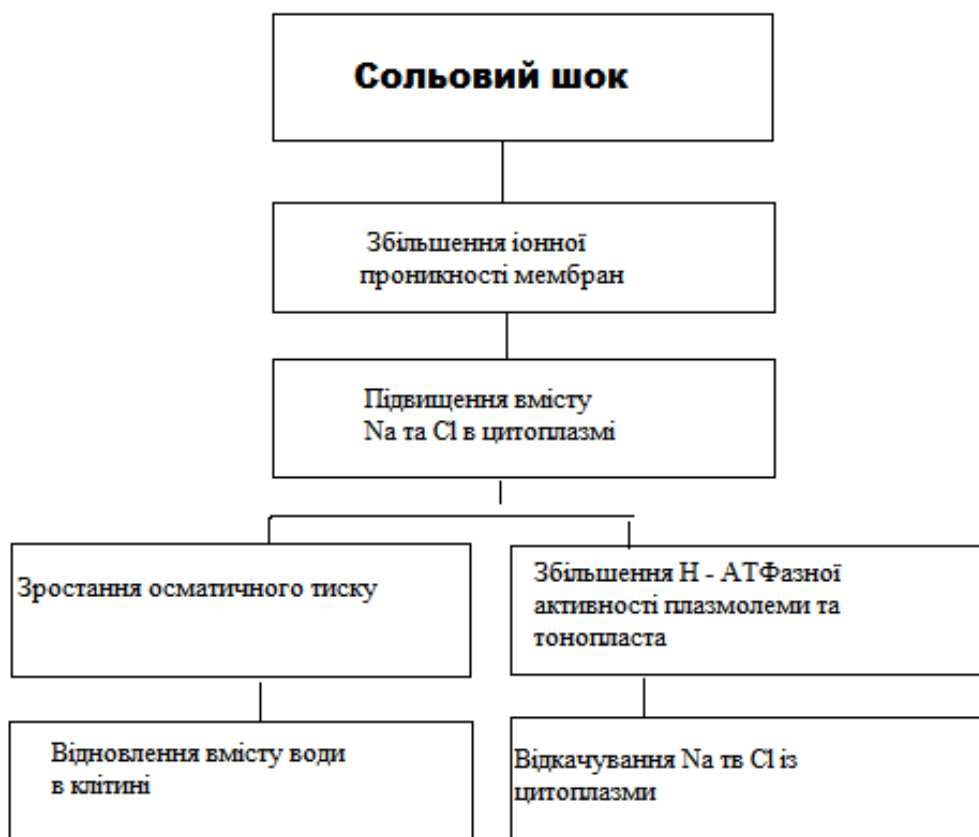 Сольовий шок
Збільшення іонної
проникності мембран
Підвищення вмісту
Na та Cl в цитоплазмі
Зростання осматичного тиску
Збільшення Н - АТФазної
активності плазмолеми та
тонопласта
Відновлення вмісту води
в клітині
Відкачування Na тв Cl із
цитоплазми